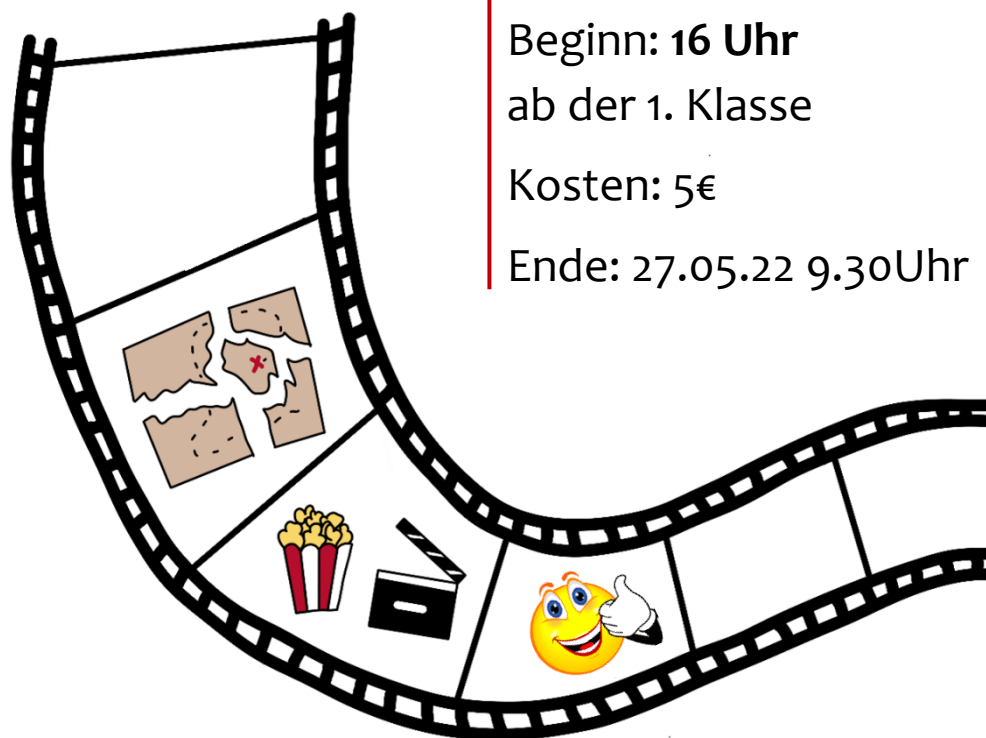 Beginn: 16 Uhr
ab der 1. Klasse
Kosten: 5€
Ende: 27.05.22 9.30Uhr